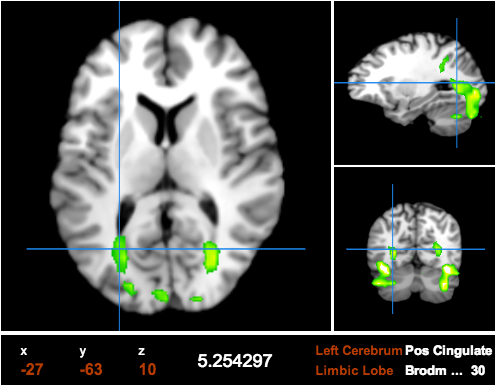 x y z
-27 -63 10
5.254297
Left Cerebrum Pos Cingulate
Limbic Lobe Brodm ... 30